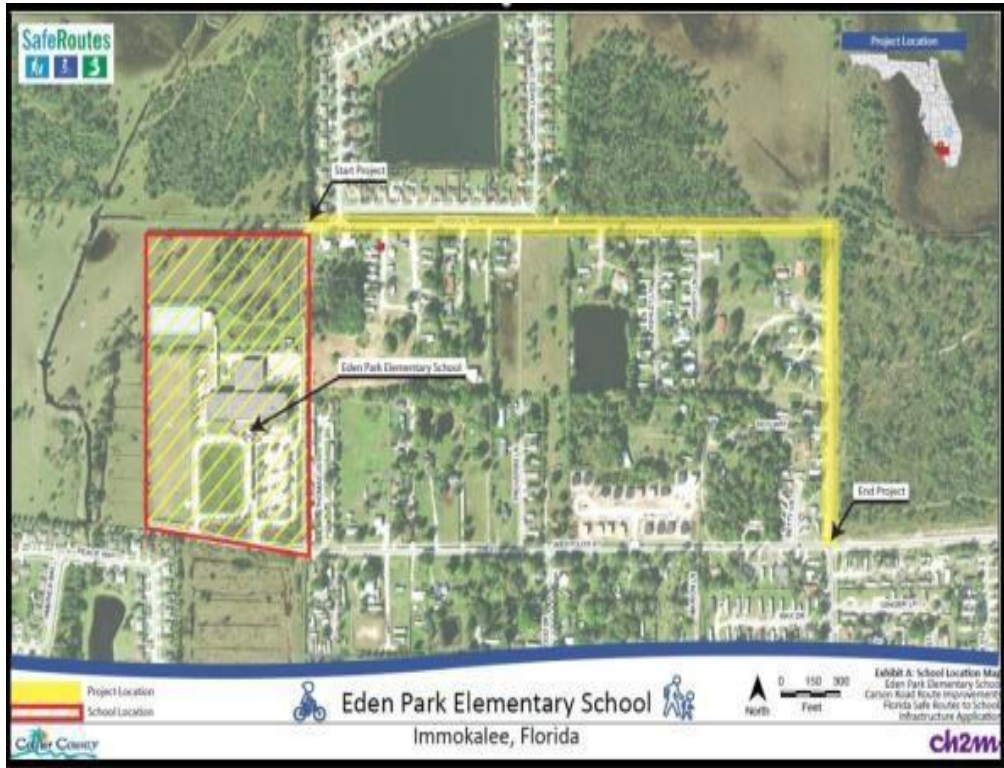 SafeRoutes
Project Location
Start Project
Eden Park Elementary School
End Project
Project Location
School Location
Collier County
Eden Park Elementary School
Immokalee, Florida
North
0 150 300
Feet
Exhibit A: School Location Map
Eden Park Elementary School
Carson Road Route Improvements
Florida Safe Routes to School
Infrastructure Application
ch2m